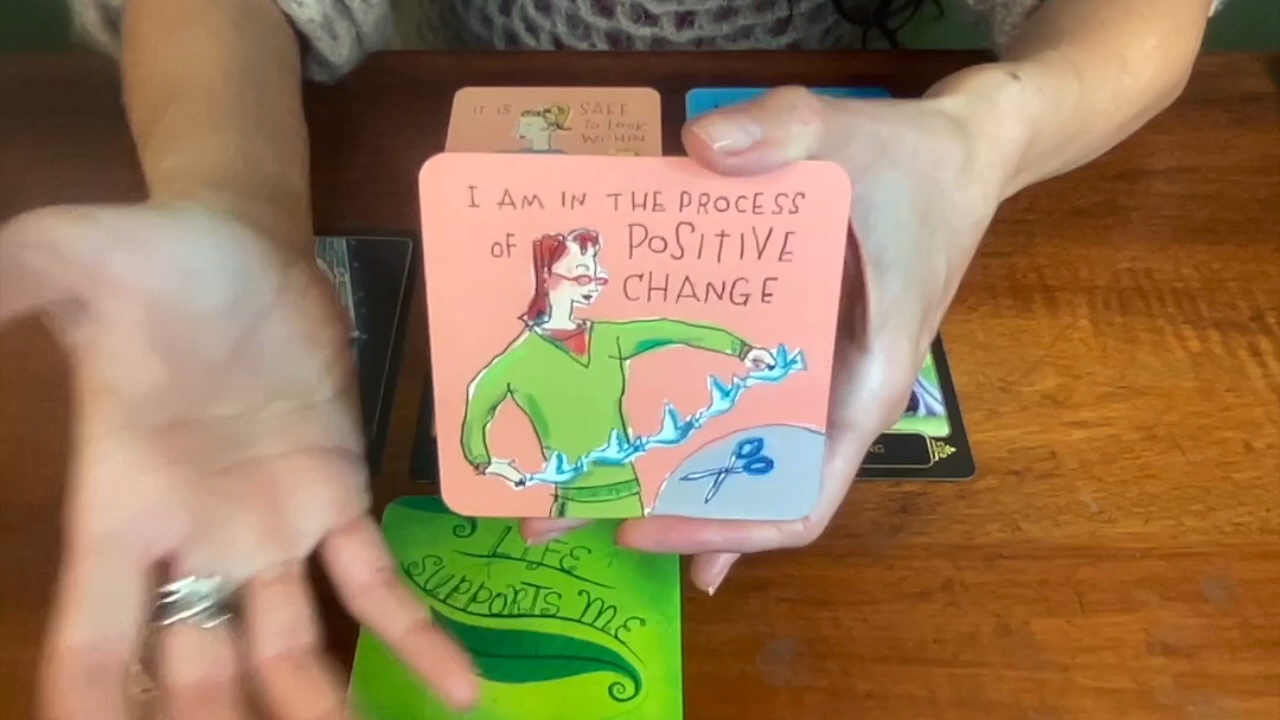 IT IS SAFE
TO LOOK
WITHIN
I AM IN THE PROCESS
OF POSITIVE
CHANGE
LIFE
SUPPORTS ME